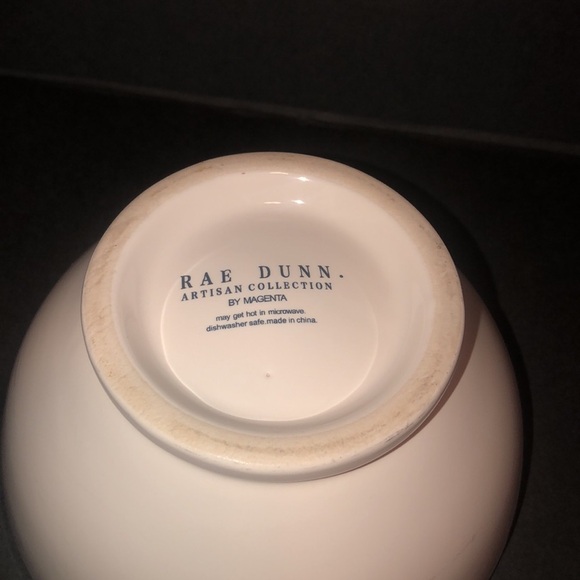 RAE DUNN.
ARTISAN COLLECTION
BY MAGENTA
may get hot in microwave.
dishwasher safe.made in china.